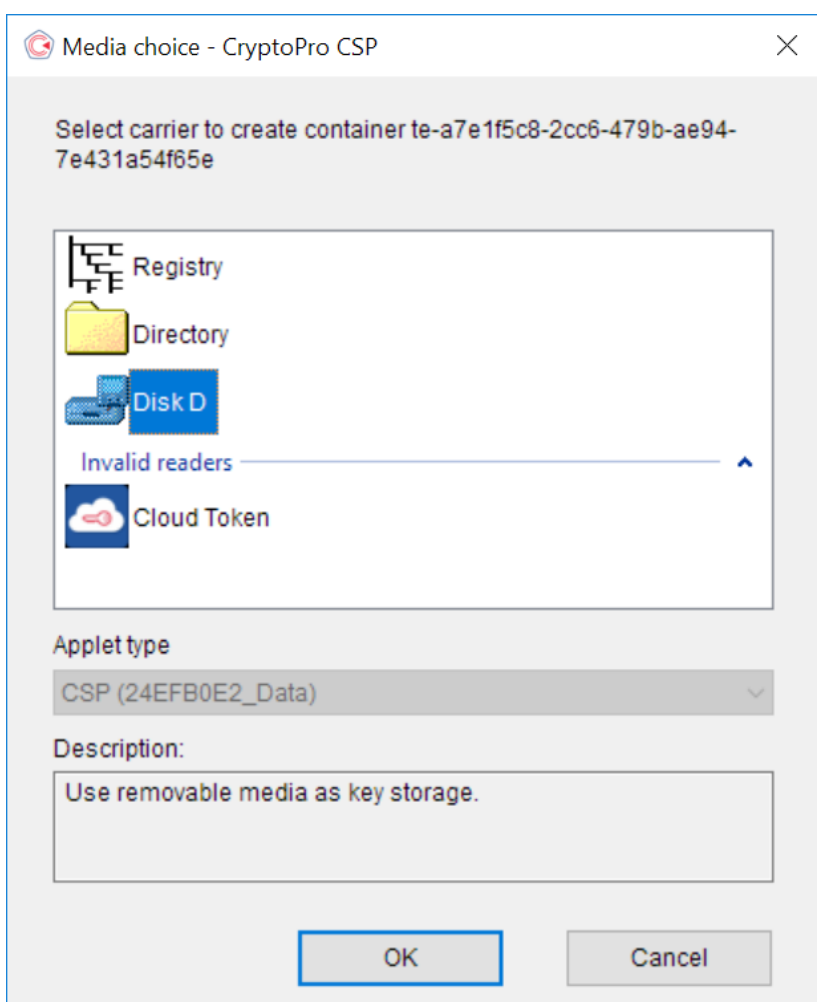 Media choice - CryptoPro CSP
Select carrier to create container te-a7e1f5c8-2cc6-479b-ae94-
7e431a54f65e
Registry
Directory
Disk D
Invalid readers
Cloud Token
Applet type
CSP (24EFB0E2_Data)
Description:
Use removable media as key storage.
OK
Cancel